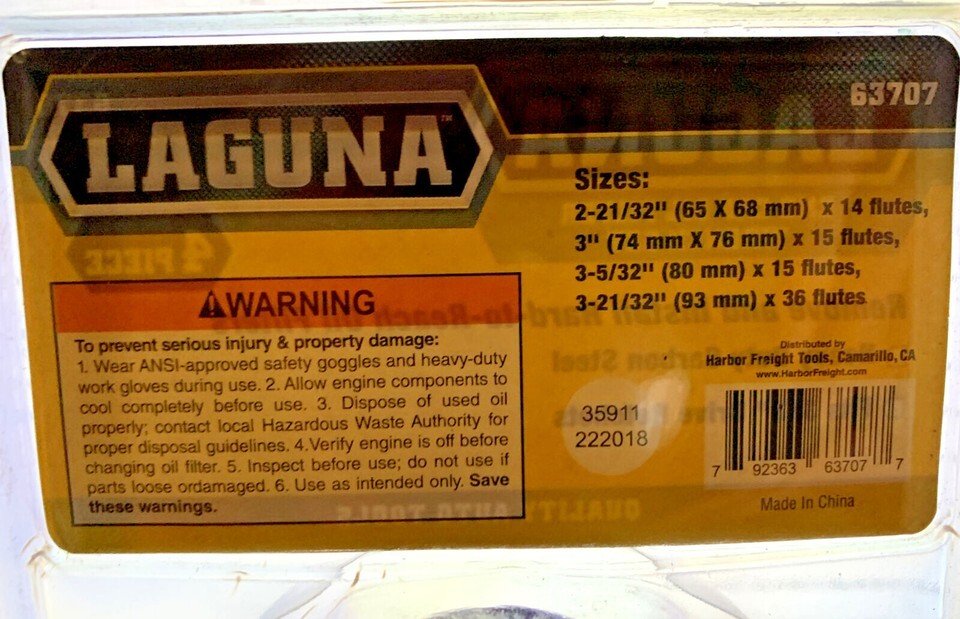 LAGUNA™
63707
Sizes:
2-21/32" (65 X 68 mm) x 14 flutes,
3" (74 mm X 76 mm) x 15 flutes,
3-5/32" (80 mm) x 15 flutes,
3-21/32" (93 mm) x 36 flutes
4 PIECE
⚠WARNING
To prevent serious injury & property damage:
1. Wear ANSI-approved safety goggles and heavy-duty
work gloves during use. 2. Allow engine components to
cool completely before use. 3. Dispose of used oil
properly; contact local Hazardous Waste Authority for
proper disposal guidelines. 4.Verify engine is off before
changing oil filter. 5. Inspect before use; do not use if
parts loose ordamaged. 6. Use as intended only. Save
these warnings.
Distributed by
Harbor Freight Tools, Camarillo, CA
www.HarborFreight.com
35911
222018
7 92363 63707 7
Made In China
QUALITY AUTO TOOLS